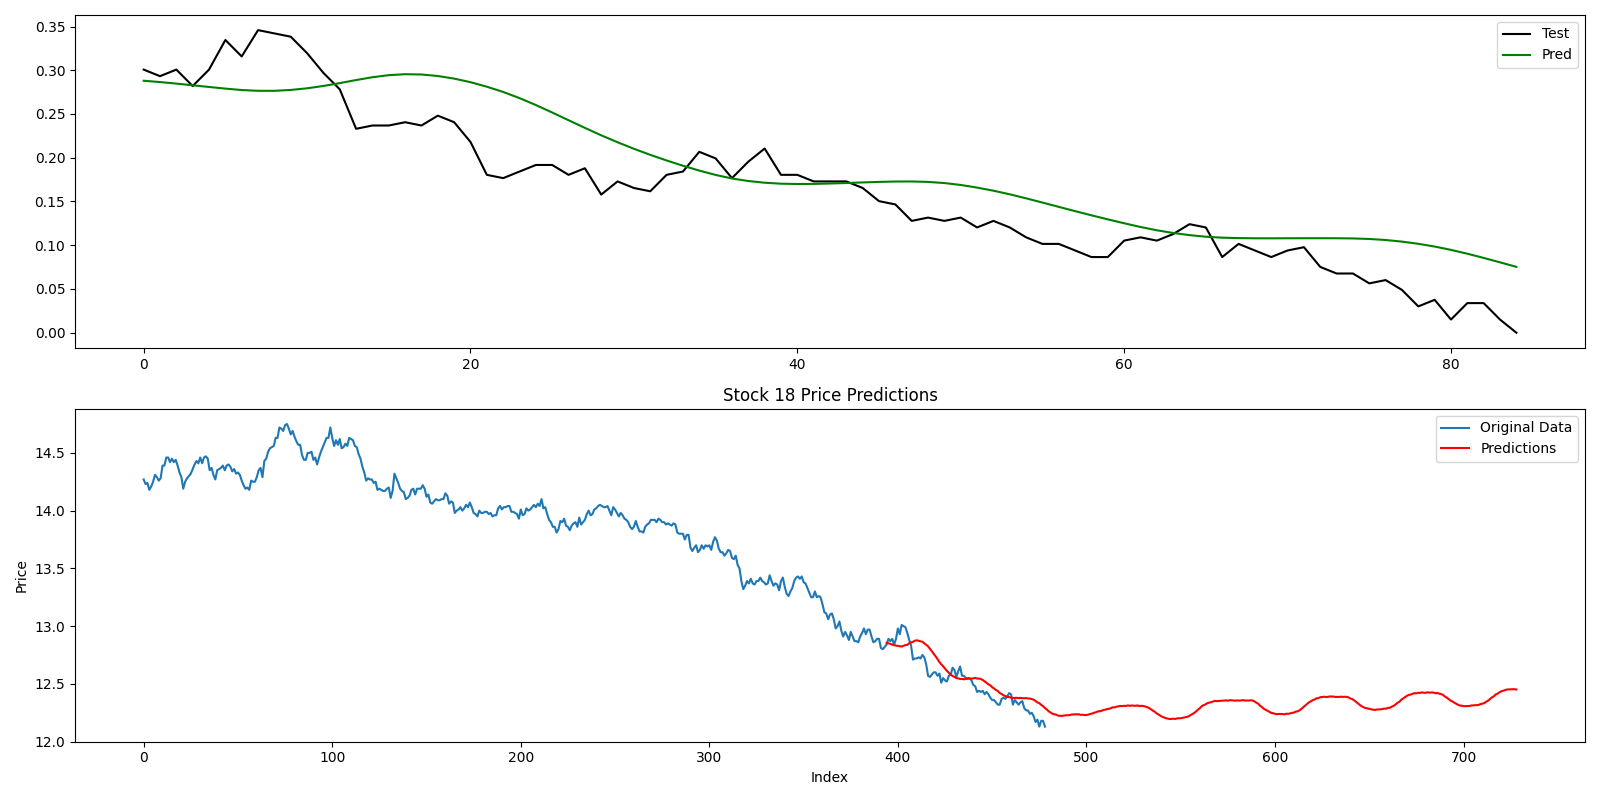 0.35
0.30
0.25
0.20
0.15
0.10
0.05
0.00
0 20 40 60 80
Test
Pred
Stock 18 Price Predictions
Price
14.5
14.0
13.5
13.0
12.5
12.0
0 100 200 300 400 500 600 700
Index
Original Data
Predictions